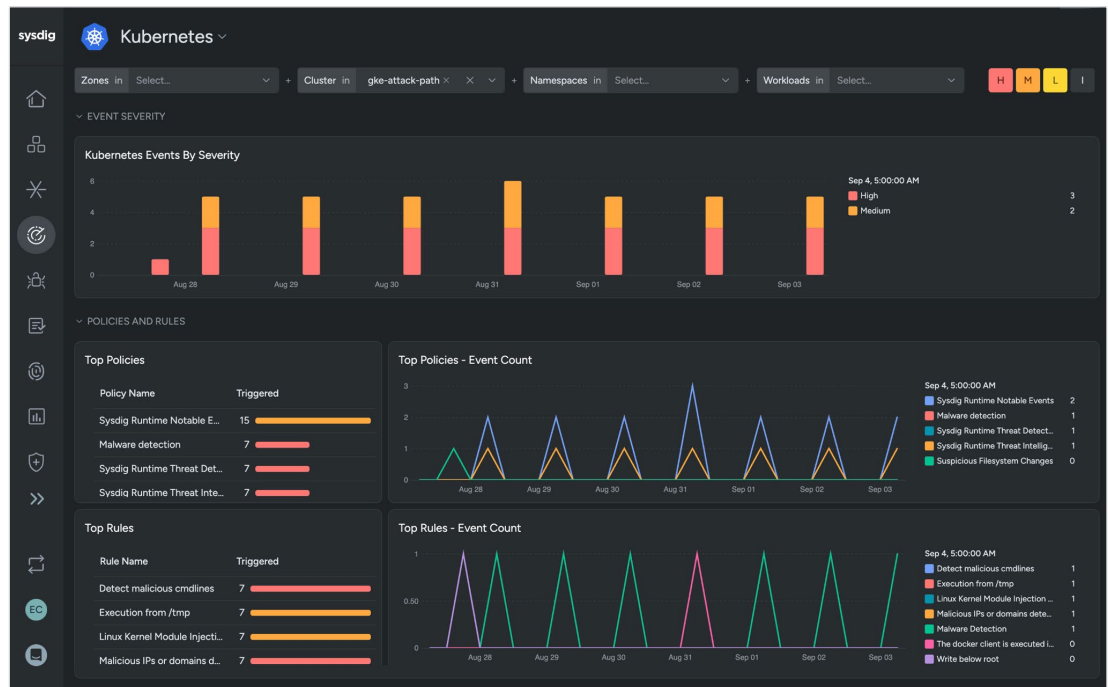 sysdig
Kubernetes
Zones in Select... + Cluster in gke-attack-path × × + Namespaces in Select... + Workloads in Select... H M L I
EVENT SEVERITY
Kubernetes Events By Severity
6
4
2
0
Aug 28 Aug 29 Aug 30 Aug 31 Sep 01 Sep 02 Sep 03
Sep 4, 5:00:00 AM
High 3
Medium 2
POLICIES AND RULES
Top Policies
Policy Name Triggered
Sysdig Runtime Notable E... 15
Malware detection 7
Sysdig Runtime Threat Det... 7
Sysdig Runtime Threat Inte... 7
Top Policies - Event Count
3
2
1
0
Aug 28 Aug 29 Aug 30 Aug 31 Sep 01 Sep 02 Sep 03
Sep 4, 5:00:00 AM
Sysdig Runtime Notable Events 2
Malware detection 1
Sysdig Runtime Threat Detect... 1
Sysdig Runtime Threat Intellig... 1
Suspicious Filesystem Changes 0
Top Rules
Rule Name Triggered
Detect malicious cmdlines 7
Execution from /tmp 7
Linux Kernel Module Injecti... 7
Malicious IPs or domains d... 7
Top Rules - Event Count
1
0.50
0
Aug 28 Aug 29 Aug 30 Aug 31 Sep 01 Sep 02 Sep 03
Sep 4, 5:00:00 AM
Detect malicious cmdlines 1
Execution from /tmp 1
Linux Kernel Module Injection ... 1
Malicious IPs or domains dete... 1
Malware Detection 1
The docker client is executed i... 0
Write below root 0
EC